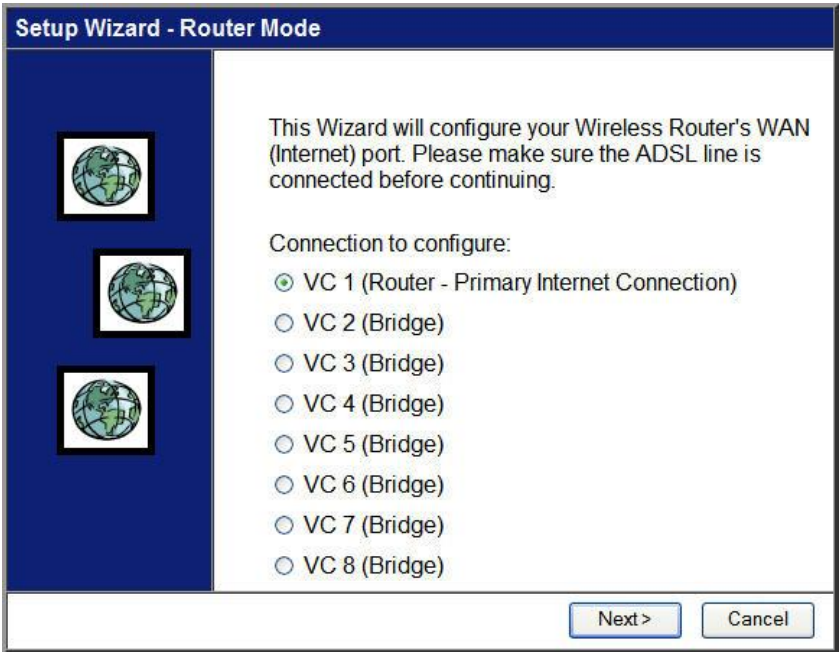 Setup Wizard - Router Mode
This Wizard will configure your Wireless Router's WAN
(Internet) port. Please make sure the ADSL line is
connected before continuing.
Connection to configure:
VC 1 (Router - Primary Internet Connection)
VC 2 (Bridge)
VC 3 (Bridge)
VC 4 (Bridge)
VC 5 (Bridge)
VC 6 (Bridge)
VC 7 (Bridge)
VC 8 (Bridge)
Next>
Cancel